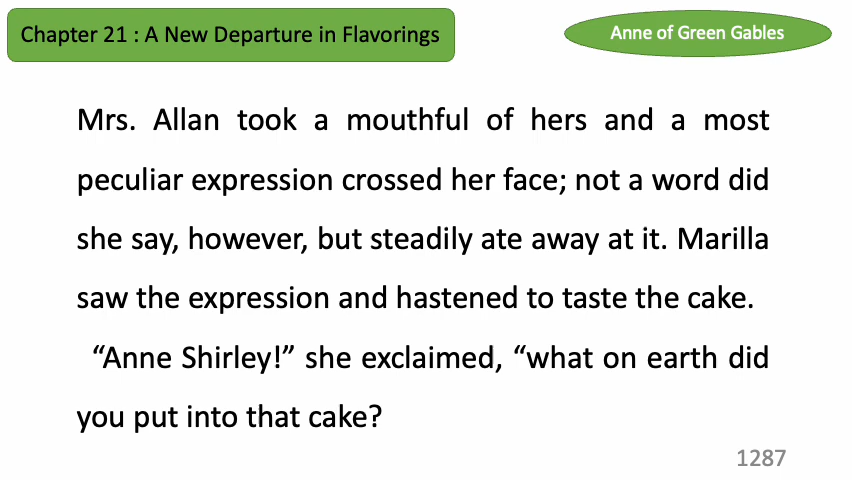 Chapter 21 : A New Departure in Flavorings
Anne of Green Gables
Mrs. Allan took a mouthful of hers and a most
peculiar expression crossed her face; not a word did
she say, however, but steadily ate away at it. Marilla
saw the expression and hastened to taste the cake.
“Anne Shirley!” she exclaimed, “what on earth did
you put into that cake?
1287